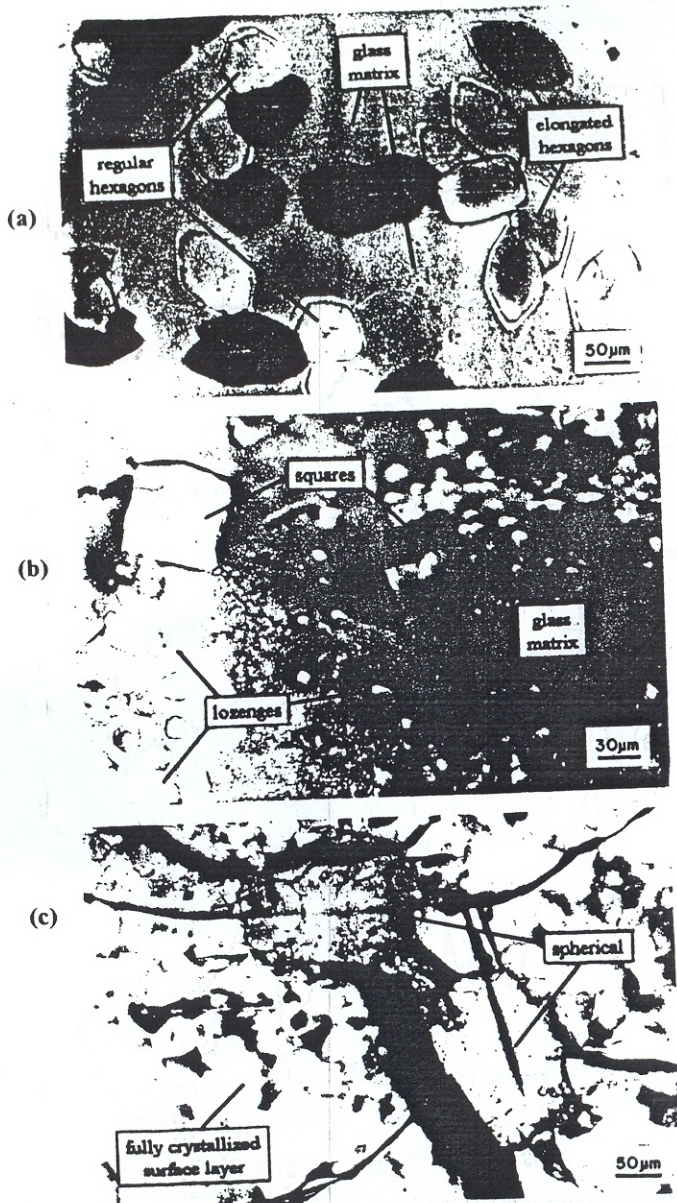 (a)
glass
matrix
regular
hexagons
elongated
hexagons
50μm
(b)
squares
glass
matrix
lozenges
30μm
(c)
spherical
fully crystallized
surface layer
50μm